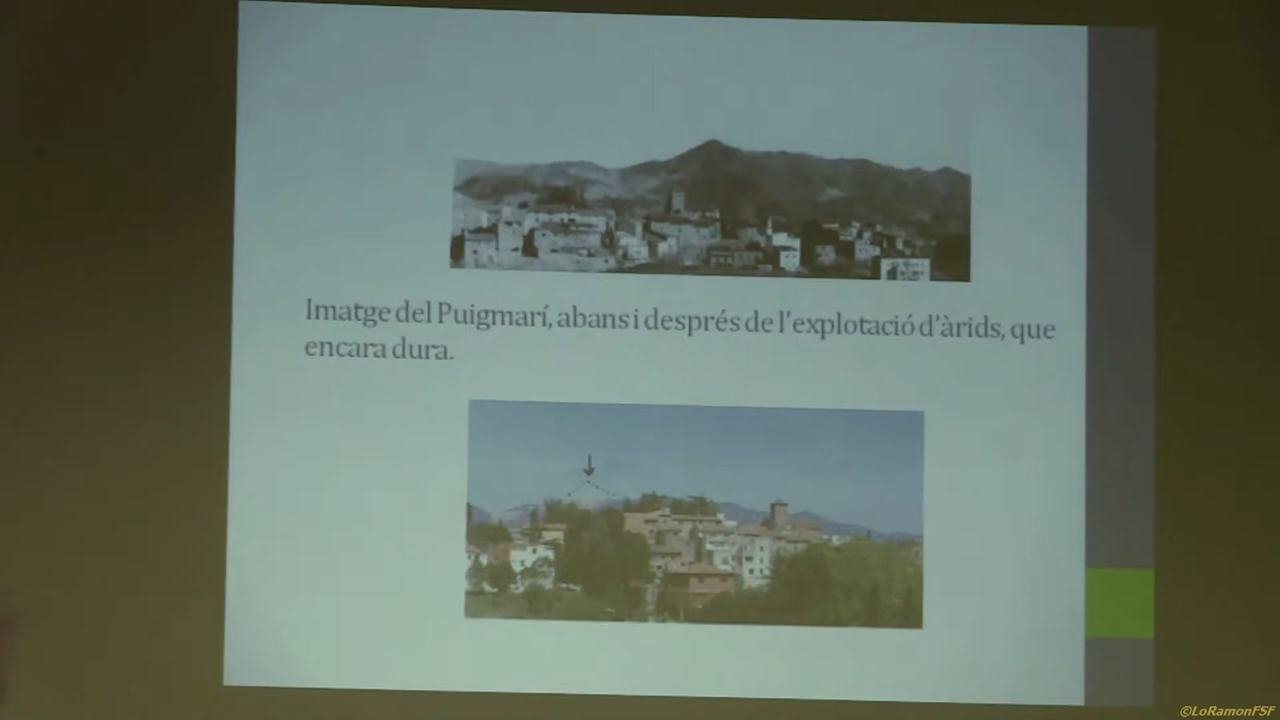 Imatge del Puigmarí, abans i després de l'explotació d'àrids, que
encara dura.
©LoRamonFSF